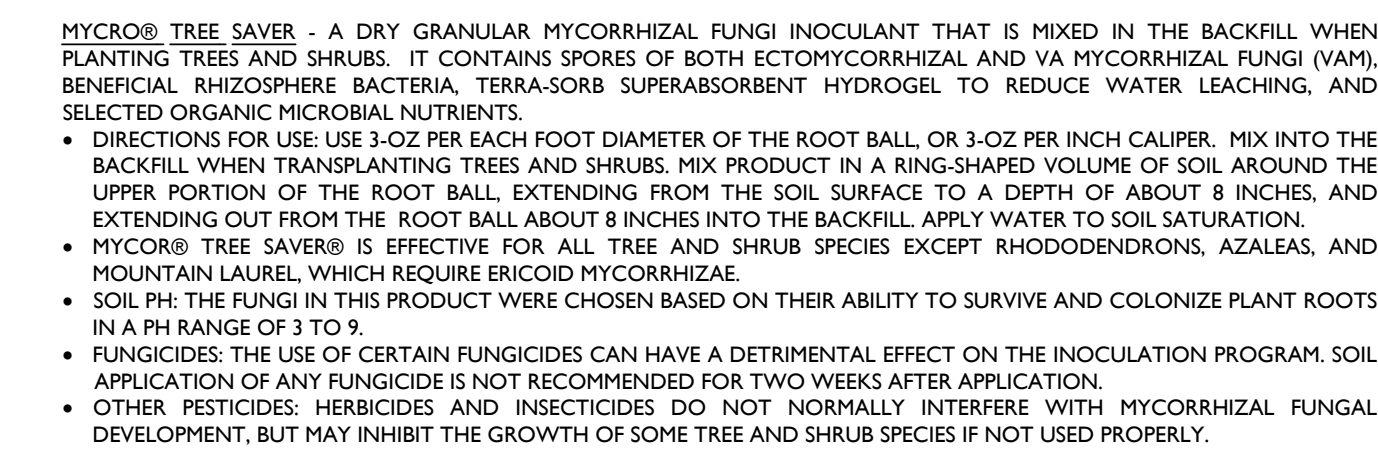 MYCRO® TREE SAVER - A DRY GRANULAR MYCORRHIZAL FUNGI INOCULANT THAT IS MIXED IN THE BACKFILL WHEN
PLANTING TREES AND SHRUBS. IT CONTAINS SPORES OF BOTH ECTOMYCORRHIZAL AND VA MYCORRHIZAL FUNGI (VAM),
BENEFICIAL RHIZOSPHERE BACTERIA, TERRA-SORB SUPERABSORBENT HYDROGEL TO REDUCE WATER LEACHING, AND
SELECTED ORGANIC MICROBIAL NUTRIENTS.
• DIRECTIONS FOR USE: USE 3-OZ PER EACH FOOT DIAMETER OF THE ROOT BALL, OR 3-OZ PER INCH CALIPER. MIX INTO THE
BACKFILL WHEN TRANSPLANTING TREES AND SHRUBS. MIX PRODUCT IN A RING-SHAPED VOLUME OF SOIL AROUND THE
UPPER PORTION OF THE ROOT BALL, EXTENDING FROM THE SOIL SURFACE TO A DEPTH OF ABOUT 8 INCHES, AND
EXTENDING OUT FROM THE ROOT BALL ABOUT 8 INCHES INTO THE BACKFILL. APPLY WATER TO SOIL SATURATION.
• MYCOR® TREE SAVER® IS EFFECTIVE FOR ALL TREE AND SHRUB SPECIES EXCEPT RHODODENDRONS, AZALEAS, AND
MOUNTAIN LAUREL, WHICH REQUIRE ERICOID MYCORRHIZAE.
• SOIL PH: THE FUNGI IN THIS PRODUCT WERE CHOSEN BASED ON THEIR ABILITY TO SURVIVE AND COLONIZE PLANT ROOTS
IN A PH RANGE OF 3 TO 9.
• FUNGICIDES: THE USE OF CERTAIN FUNGICIDES CAN HAVE A DETRIMENTAL EFFECT ON THE INOCULATION PROGRAM. SOIL
APPLICATION OF ANY FUNGICIDE IS NOT RECOMMENDED FOR TWO WEEKS AFTER APPLICATION.
• OTHER PESTICIDES: HERBICIDES AND INSECTICIDES DO NOT NORMALLY INTERFERE WITH MYCORRHIZAL FUNGAL
DEVELOPMENT, BUT MAY INHIBIT THE GROWTH OF SOME TREE AND SHRUB SPECIES IF NOT USED PROPERLY.